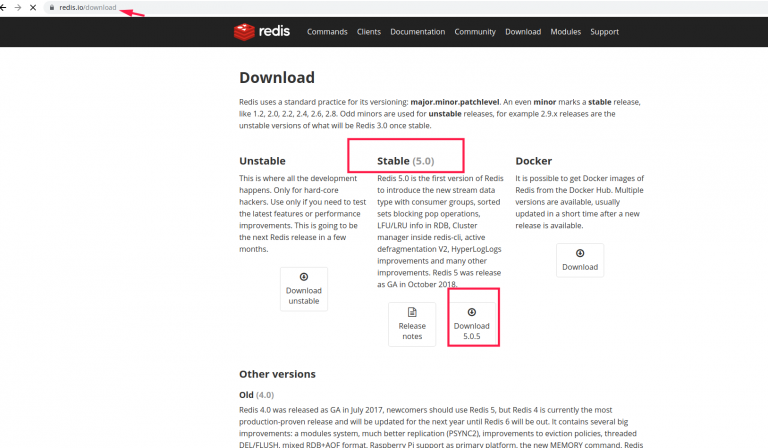 redis.io/download
redis
Commands Clients Documentation Community Download Modules Support
Download
Redis uses a standard practice for its versioning: major.minor.patchlevel. An even minor marks a stable release,
like 1.2, 2.0, 2.2, 2.4, 2.6, 2.8. Odd minors are used for unstable releases, for example 2.9.x releases are the
unstable versions of what will be Redis 3.0 once stable.
Unstable
This is where all the development
happens. Only for hard-core
hackers. Use only if you need to test
the latest features or performance
improvements. This is going to be
the next Redis release in a few
months.
Download
unstable
Stable (5.0)
Redis 5.0 is the first version of Redis
to introduce the new stream data
type with consumer groups, sorted
sets blocking pop operations,
LFU/LRU info in RDB, Cluster
manager inside redis-cli, active
defragmentation V2, HyperLogLogs
improvements and many other
improvements. Redis 5 was release
as GA in October 2018.
Release
notes
Download
5.0.5
Docker
It is possible to get Docker images of
Redis from the Docker Hub. Multiple
versions are available, usually
updated in a short time after a new
release is available.
Download
Other versions
Old (4.0)
Redis 4.0 was released as GA in July 2017, newcomers should use Redis 5, but Redis 4 is currently the most
production-proven release and will be updated for the next year until Redis 6 will be out. It contains several big
improvements: a modules system, much better replication (PSYNC2), improvements to eviction policies, threaded
DEL/FLUSH, mixed RDB+AOF format, Raspberry Pi support as primary platform, the new MEMORY command, Redis